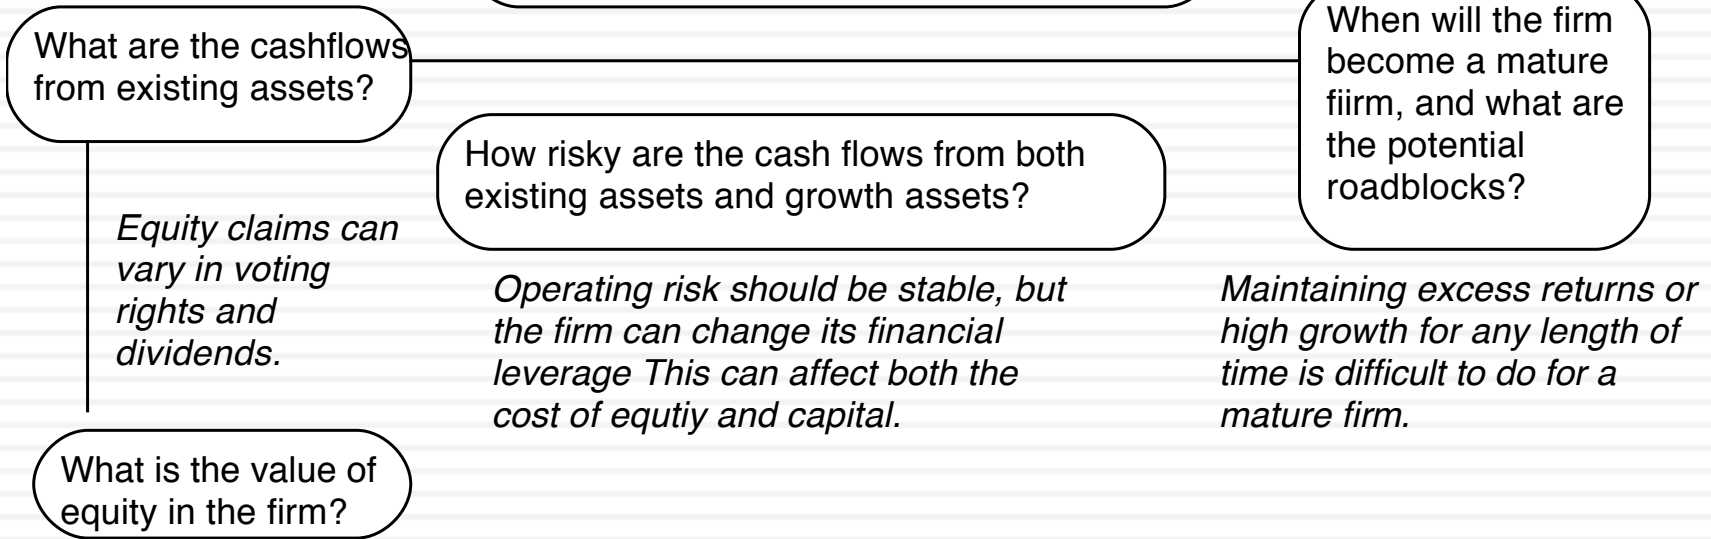 What are the cashflows
from existing assets?
When will the firm
become a mature
fiirm, and what are
the potential
roadblocks?
How risky are the cash flows from both
existing assets and growth assets?
Equity claims can
vary in voting
rights and
dividends.
Operating risk should be stable, but
the firm can change its financial
leverage This can affect both the
cost of equtiy and capital.
Maintaining excess returns or
high growth for any length of
time is difficult to do for a
mature firm.
What is the value of
equity in the firm?